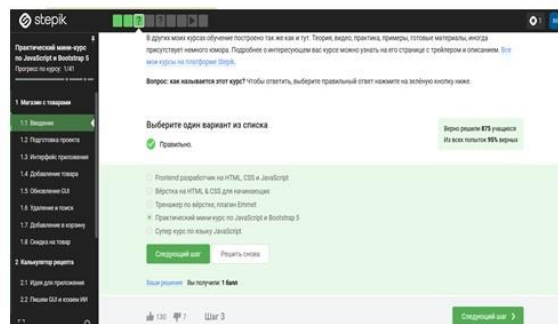 stepik
Практический мини-курс
по JavaScript и Bootstrap 5
Прогресс по курсу: 1/41
1 Магазин с товарами
1.1 Введение
1.2 Подготовка проекта
1.3 Интерфейс приложения
1.4 Добавление товара
1.5 Обновление GUI
1.6 Удаление и поиск
1.7 Добавление в корзину
1.8 Скидка на товар
2 Калькулятор рецепта
2.1 Идея для приложения
2.2 Пишем GUI и юзаем ИИ
В других моих курсах обучение построено так же как и тут. Теория, видео, практика, примеры, готовые материалы, иногда
присутствует немного юмора. Подробнее о интересующем вас курсе можно узнать на его странице с трейлером и описанием. Все
мои курсы на платформе Stepik.
Вопрос: как называется этот курс? Чтобы ответить, выберите правильный ответ нажмите на зелёную кнопку ниже.
Выберите один вариант из списка
Правильно.
Верно решили 875 учащихся
Из всех попыток 95% верных
Frontend разработчик на HTML, CSS и JavaScript
Вёрстка на HTML & CSS для начинающих
Тренажер по вёрстке, плагин Emmet
Практический мини-курс по JavaScript и Bootstrap 5
Супер курс по языку JavaScript
Следующий шаг
Решить снова
Ваши решения Вы получили: 1 балл
130 7 Шаг 3
Следующий шаг